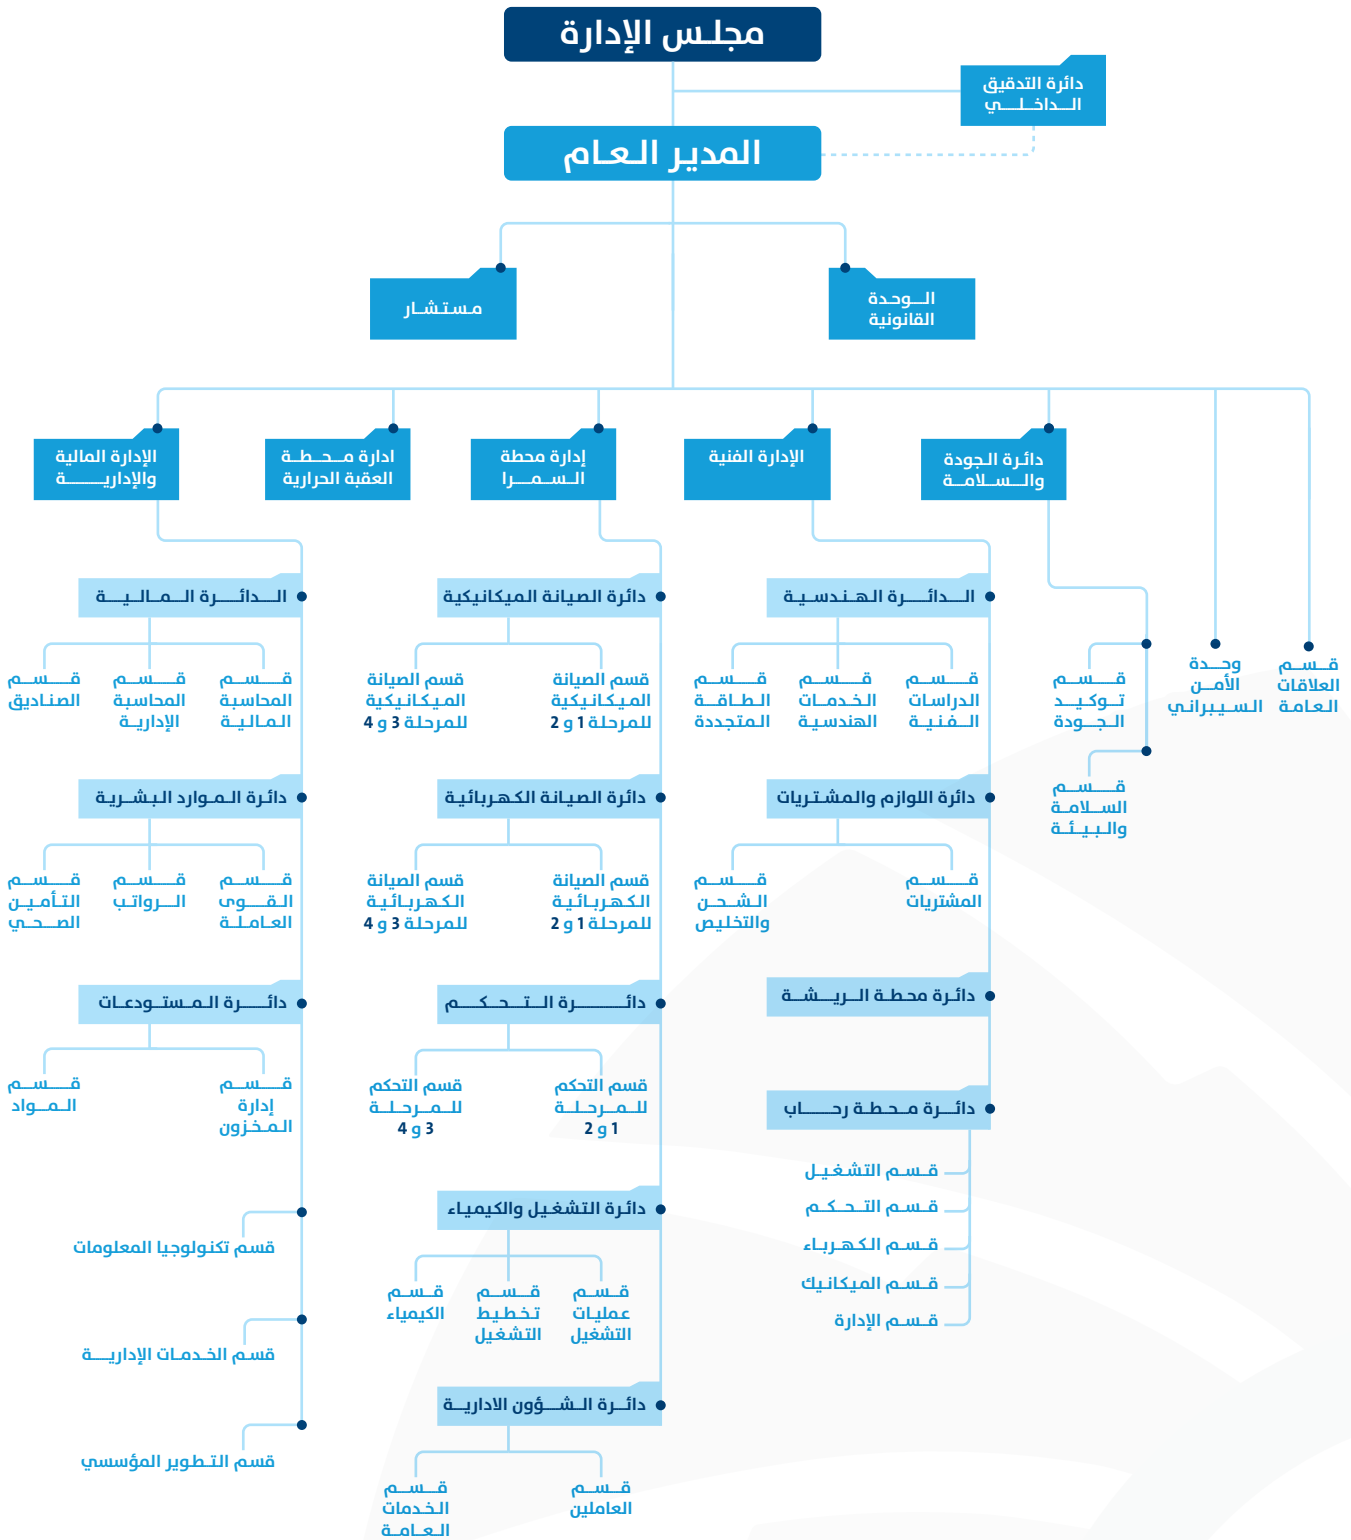 مجلس الإدارة
دائرة التدقيق
الداخلي
المدير العام
الوحدة
القانونية
مستشار
قسم
العلاقات
العامة
وحدة
الأمن
السيبراني
دائرة الجودة
والسلامة
قسم
توكيد
الجودة
قسم
السلامة
والبيئة
الإدارة الفنية
الدائرة الهندسية
قسم
الدراسات
الفنية
قسم
الخدمات
الهندسية
قسم
الطاقة
المتجددة
دائرة اللوازم والمشتريات
قسم
المشتريات
قسم
الشحن
والتخليص
دائرة محطة الريشة
دائرة محطة رحاب
قسم التشغيل
قسم التحكم
قسم الكهرباء
قسم الميكانيك
قسم الإدارة
إدارة محطة
السمرا
دائرة الصيانة الميكانيكية
قسم الصيانة
الميكانيكية
للمرحلة 1 و 2
قسم الصيانة
الميكانيكية
للمرحلة 3 و 4
دائرة الصيانة الكهربائية
قسم الصيانة
الكهربائية
للمرحلة 1 و 2
قسم الصيانة
الكهربائية
للمرحلة 3 و 4
دائرة التحكم
قسم التحكم
للمرحلة
1 و 2
قسم التحكم
للمرحلة
3 و 4
دائرة التشغيل والكيمياء
قسم
عمليات
التشغيل
قسم
تخطيط
التشغيل
قسم
الكيمياء
دائرة الشؤون الادارية
قسم
العاملين
قسم
الخدمات
العامة
ادارة محطة
العقبة الحرارية
الإدارة المالية
والإدارية
الدائرة المالية
قسم
المحاسبة
المالية
قسم
المحاسبة
الإدارية
قسم
الصناديق
دائرة الموارد البشرية
قسم
القوى
العاملة
قسم
الرواتب
قسم
التأمين
الصحي
دائرة المستودعات
قسم
إدارة
المخزون
قسم
المواد
قسم تكنولوجيا المعلومات
قسم الخدمات الإدارية
قسم التطوير المؤسسي